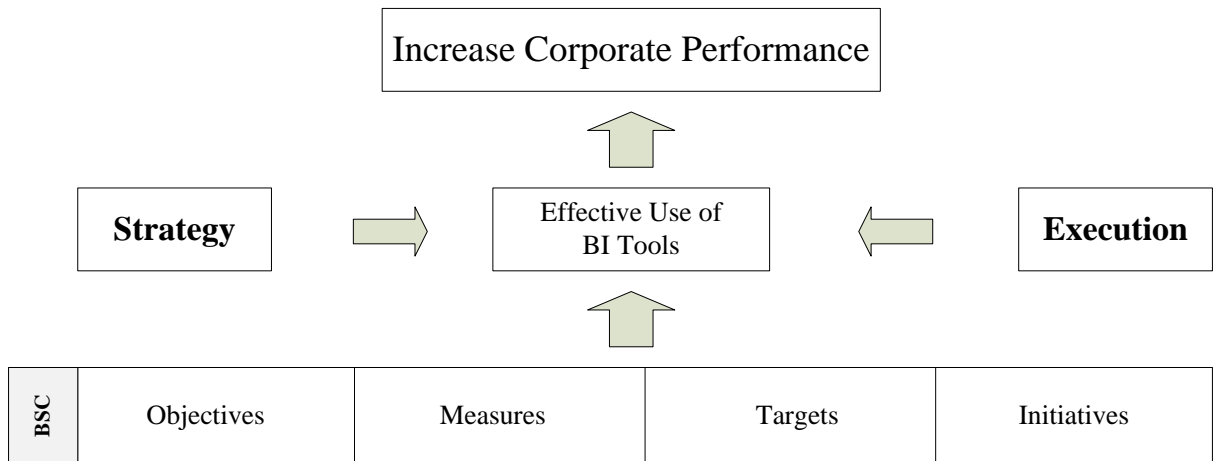 Increase Corporate Performance
Strategy
Effective Use of
BI Tools
Execution
BSC
Objectives
Measures
Targets
Initiatives